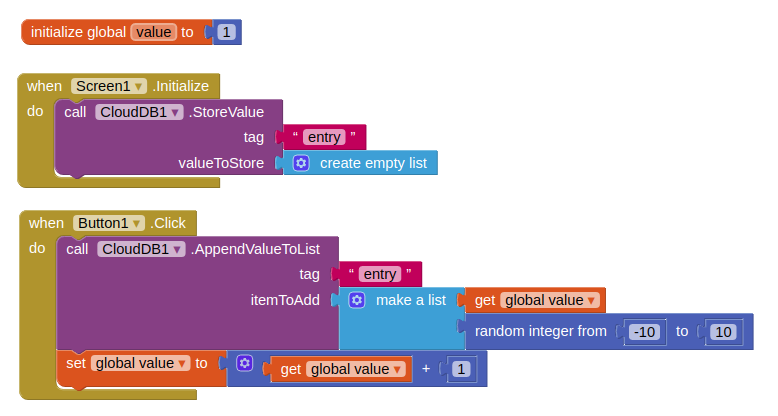 initialize global value to 1
when Screen1 .Initialize
do call CloudDB1 .StoreValue
tag " entry "
valueToStore create empty list
when Button1 .Click
do call CloudDB1 .AppendValueToList
tag " entry "
itemToAdd make a list get global value
random integer from -10 to 10
set global value to get global value + 1